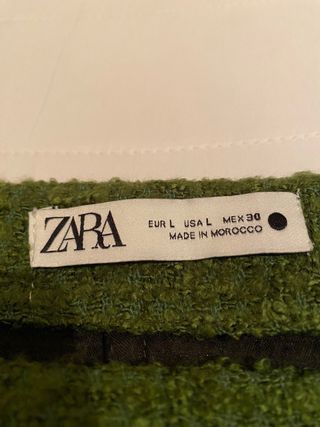 ZARA
EUR L USA L MEX 30
MADE IN MOROCCO